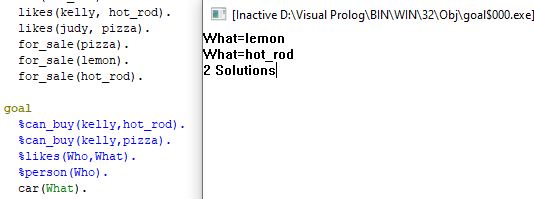 likes(kelly, hot_rod).
likes(judy, pizza).
for_sale(pizza).
for_sale(lemon).
for_sale(hot_rod).
goal
%can_buy(kelly,hot_rod).
%can_buy(kelly,pizza).
%likes(Who,What).
%person(Who).
car(What).
[Inactive D:\Visual Prolog\BIN\WIN\32\Obj\goal$000.exe]
What=lemon
What=hot_rod
2 Solutions